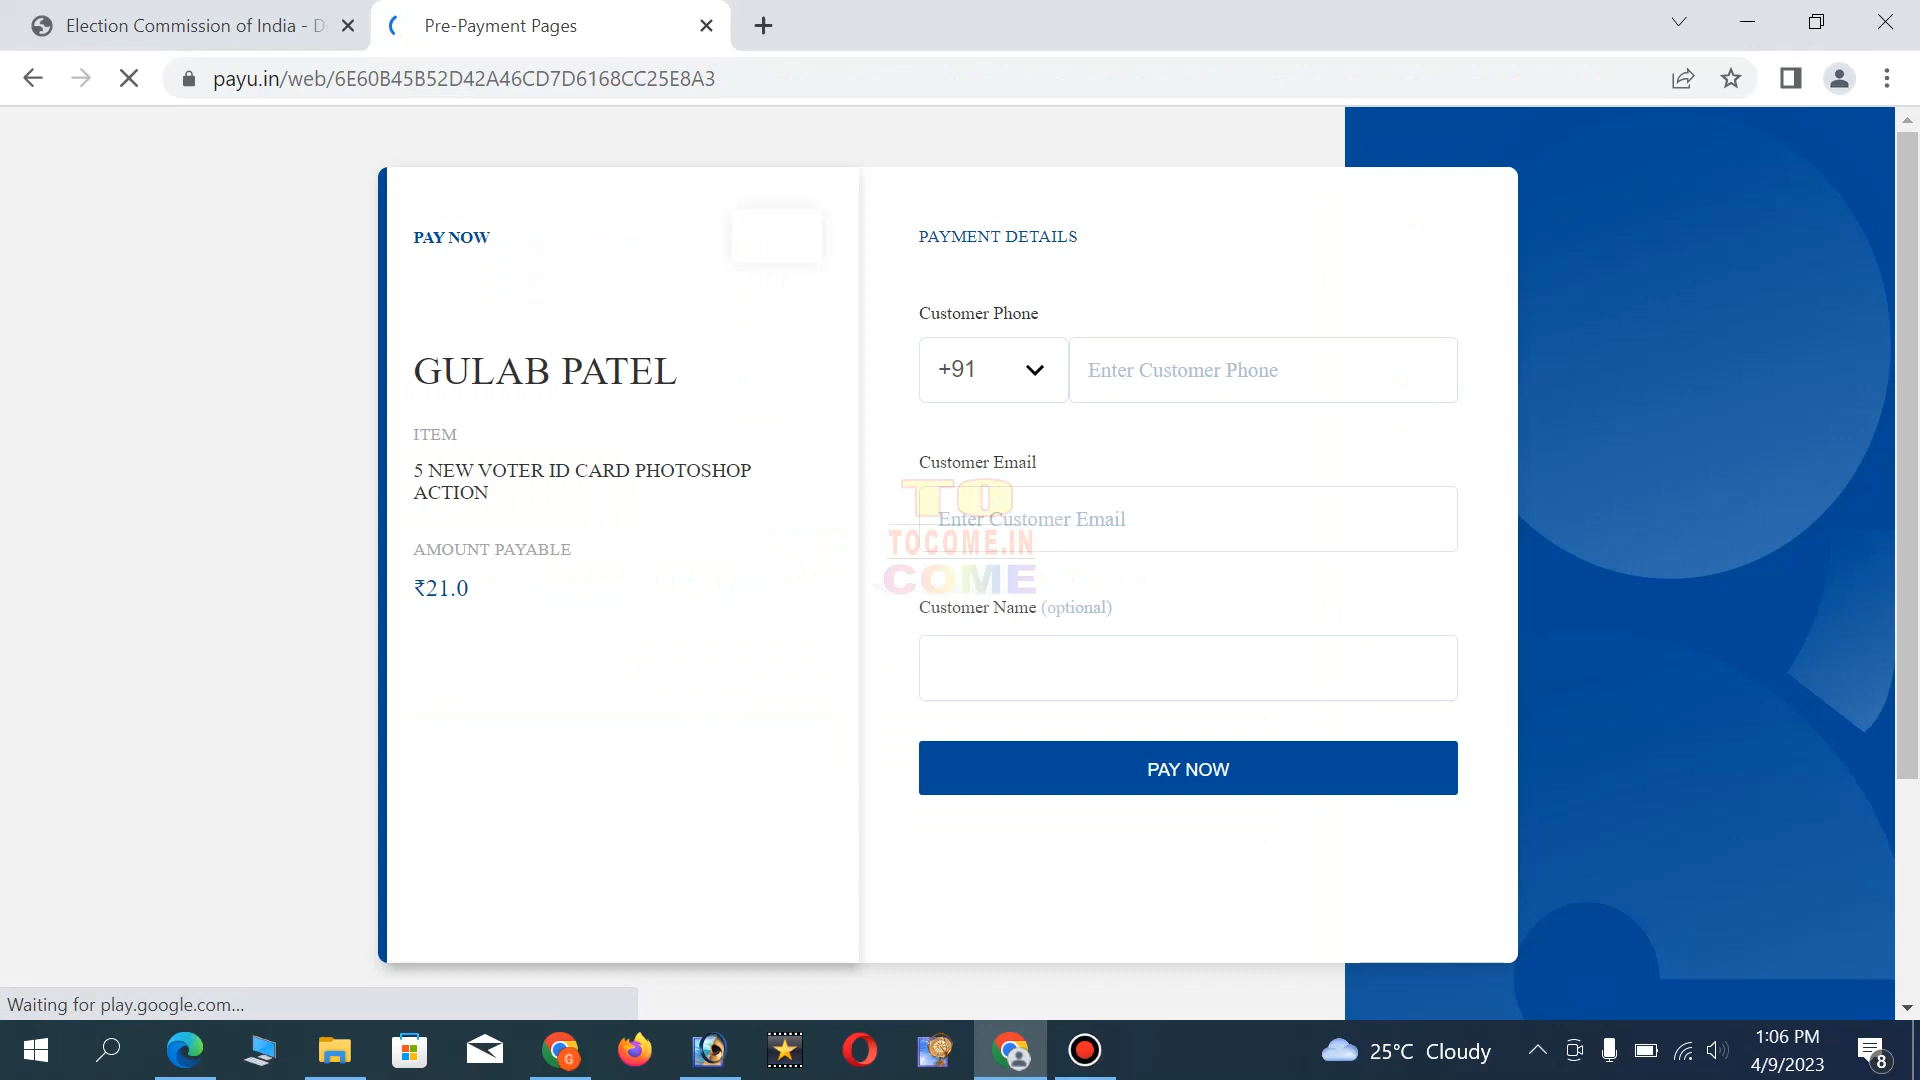 Election Commission of India - D
Pre-Payment Pages
payu.in/web/6E60B45B52D42A46CD7D6168CC25E8A3
PAY NOW
GULAB PATEL
ITEM
5 NEW VOTER ID CARD PHOTOSHOP
ACTION
AMOUNT PAYABLE
₹21.0
PAYMENT DETAILS
Customer Phone
+91
Enter Customer Phone
Customer Email
Enter Customer Email
TO
TOCOME.IN
COME
Customer Name (optional)
PAY NOW
Waiting for play.google.com...
G
25°C Cloudy
1:06 PM
4/9/2023
8